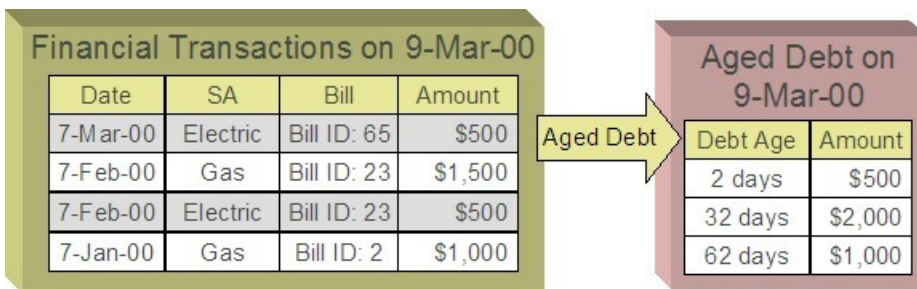 Financial Transactions on 9-Mar-00
Date SA Bill Amount
7-Mar-00 Electric Bill ID: 65 $500
7-Feb-00 Gas Bill ID: 23 $1,500
7-Feb-00 Electric Bill ID: 23 $500
7-Jan-00 Gas Bill ID: 2 $1,000
Aged Debt
Aged Debt on
9-Mar-00
Debt Age Amount
2 days $500
32 days $2,000
62 days $1,000